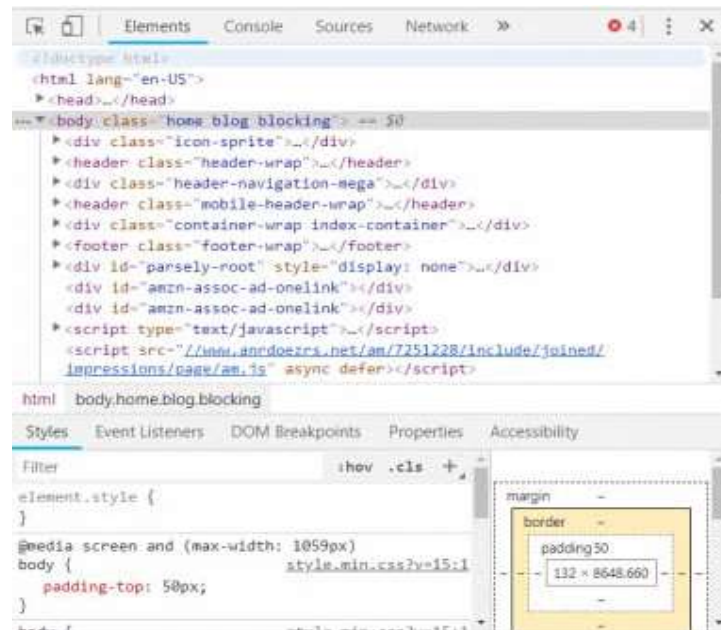 Elements Console Sources Network » 4
<!doctype html>
<html lang="en-US">
<head>…</head>
… <body class="home blog blocking"> == $0
<div class="icon-sprite">…</div>
<header class="header-wrap">…</header>
<div class="header-navigation-mega">…</div>
<header class="mobile-header-wrap">…</header>
<div class="container-wrap index-container">…</div>
<footer class="footer-wrap">…</footer>
<div id="parsely-root" style="display: none">…</div>
<div id="amzn-assoc-ad-onelink"></div>
<div id="amzn-assoc-ad-onelink"></div>
<script type="text/javascript">…</script>
<script src="//www.anrdoezrs.net/am/7251228/include/joined/
impressions/page/am.js" async defer></script>
html body.home.blog.blocking
Styles Event Listeners DOM Breakpoints Properties Accessibility
Filter :hov .cls +
element.style {
}
@media screen and (max-width: 1059px)
body { style.min.css?v=15:1
padding-top: 50px;
}
body { style.min.css?v=15:1
margin -
border -
padding 50
- - - 132 × 8648.660 - - -
-
-